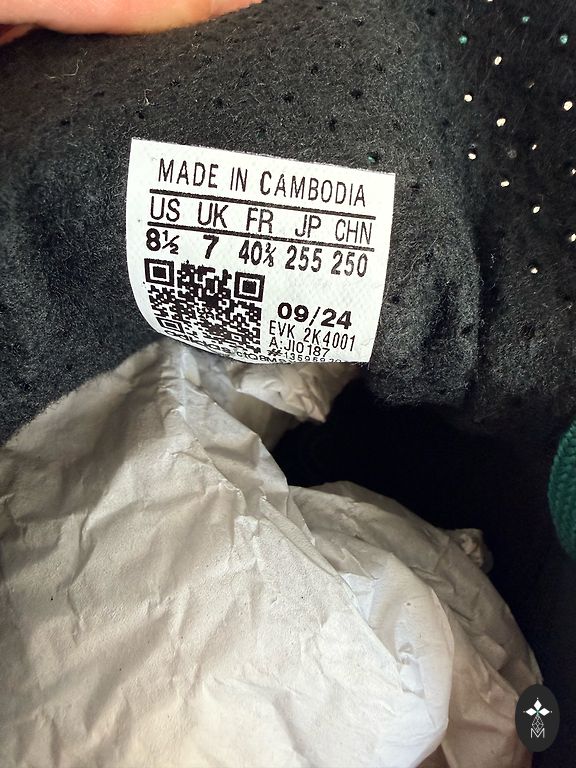 MADE IN CAMBODIA
US UK FR JP CHN
8½ 7 40⅔ 255 250
09/24
EVK 2K4001
A:JI0187
M